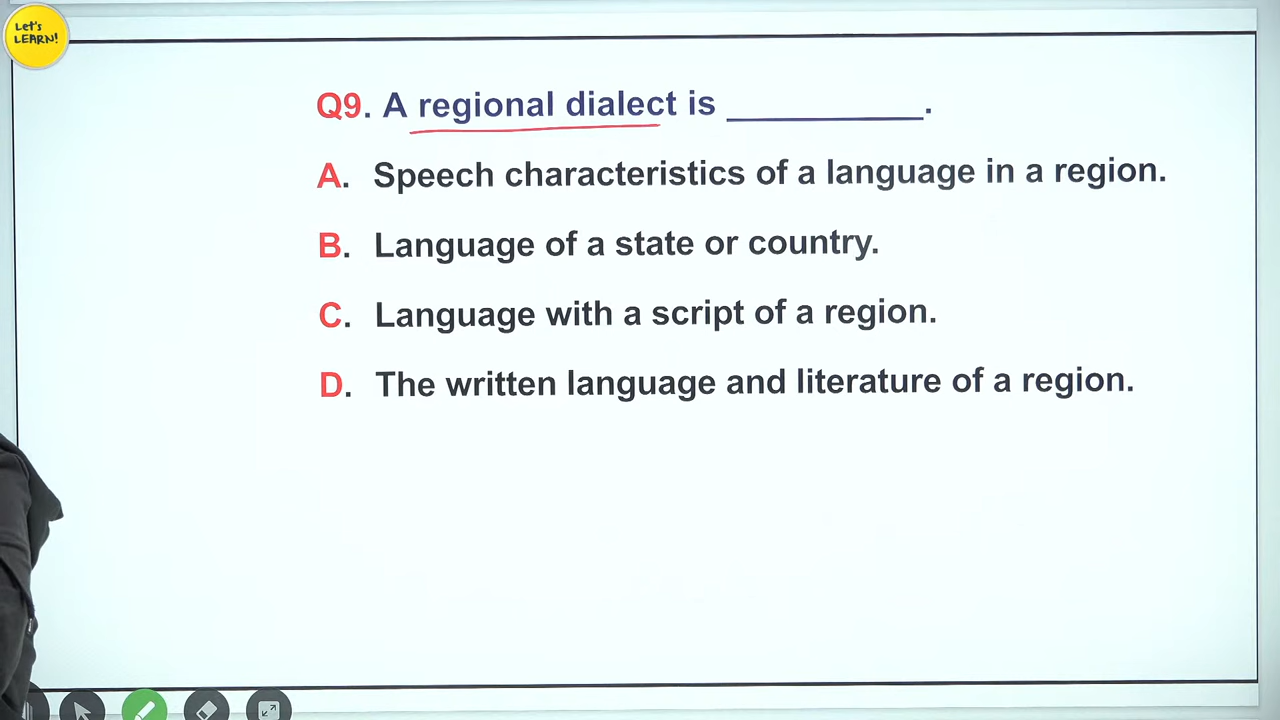 Let's
LEARN!
Q9. A regional dialect is __________.
A. Speech characteristics of a language in a region.
B. Language of a state or country.
C. Language with a script of a region.
D. The written language and literature of a region.